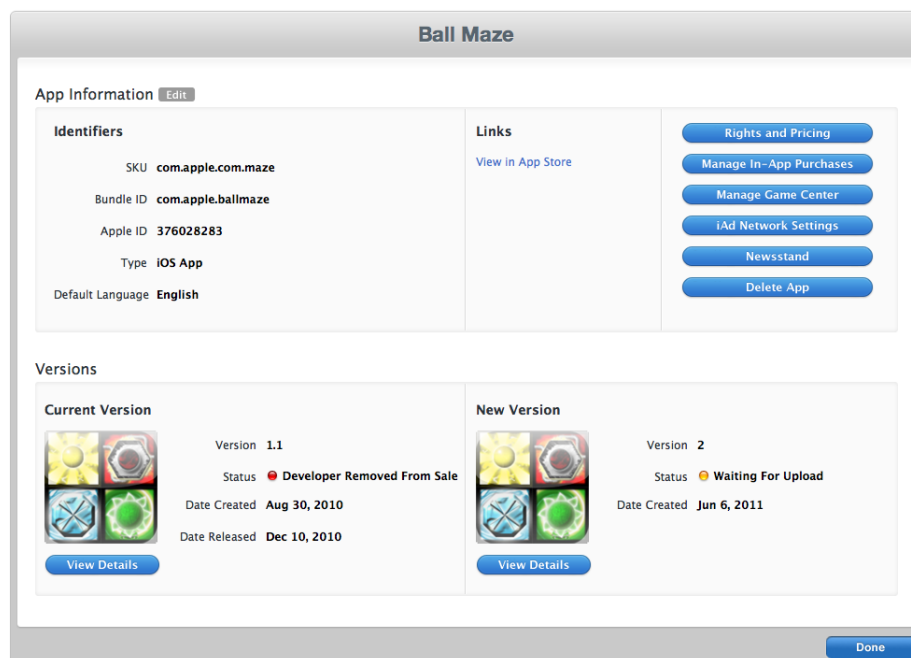 Ball Maze
App Information Edit
Identifiers
SKU com.apple.com.maze
Bundle ID com.apple.ballmaze
Apple ID 376028283
Type iOS App
Default Language English
Links
View in App Store
Rights and Pricing
Manage In-App Purchases
Manage Game Center
iAd Network Settings
Newsstand
Delete App
Versions
Current Version
Version 1.1
Status Developer Removed From Sale
Date Created Aug 30, 2010
Date Released Dec 10, 2010
View Details
New Version
Version 2
Status Waiting For Upload
Date Created Jun 6, 2011
View Details
Done